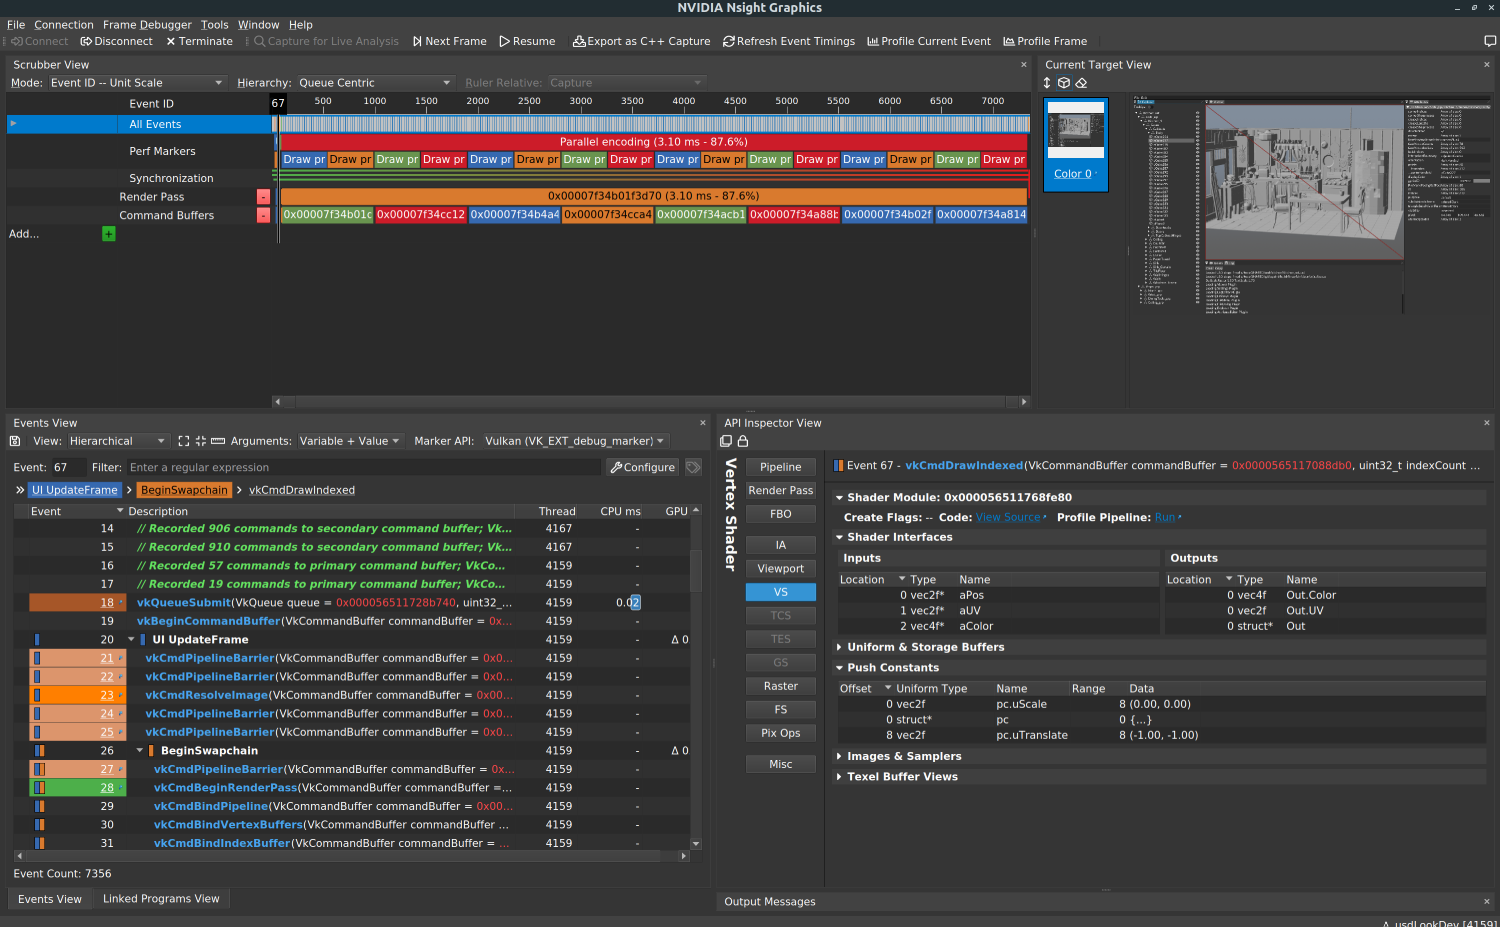 NVIDIA Nsight Graphics
File Connection Frame Debugger Tools Window Help
Connect Disconnect Terminate Capture for Live Analysis Next Frame Resume Export as C++ Capture Refresh Event Timings Profile Current Event Profile Frame
Scrubber View
Mode: Event ID -- Unit Scale Hierarchy: Queue Centric Ruler Relative: Capture
Event ID 67 500 1000 1500 2000 2500 3000 3500 4000 4500 5000 5500 6000 6500 7000
All Events
Parallel encoding (3.10 ms - 87.6%)
Perf Markers
Draw pr Draw pr Draw pr Draw pr Draw pr Draw pr Draw pr Draw pr Draw pr Draw pr Draw pr Draw pr Draw pr Draw pr Draw pr Draw pr
Synchronization
Render Pass - 0x00007f34b01f3d70 (3.10 ms - 87.6%)
Command Buffers - 0x00007f34b01c 0x00007f34cc12 0x00007f34b4a4 0x00007f34cca4 0x00007f34acb1 0x00007f34a88b 0x00007f34b02f 0x00007f34a814
Add... +
Current Target View
Color 0
Events View
View: Hierarchical Arguments: Variable + Value Marker API: Vulkan (VK_EXT_debug_marker)
Event: 67 Filter: Enter a regular expression Configure
» UI UpdateFrame > BeginSwapchain > vkCmdDrawIndexed
Event Description Thread CPU ms GPU
14 // Recorded 906 commands to secondary command buffer; Vk... 4167 -
15 // Recorded 910 commands to secondary command buffer; Vk... 4167 -
16 // Recorded 57 commands to primary command buffer; VkCo... 4159 -
17 // Recorded 19 commands to primary command buffer; VkCo... 4159 -
18 vkQueueSubmit(VkQueue queue = 0x000056511728b740, uint32_... 4159 0.02
19 vkBeginCommandBuffer(VkCommandBuffer commandBuffer = 0x... 4159 -
20 UI UpdateFrame 4159 Δ 0
21 vkCmdPipelineBarrier(VkCommandBuffer commandBuffer = 0x0... 4159 -
22 vkCmdPipelineBarrier(VkCommandBuffer commandBuffer = 0x0... 4159 -
23 vkCmdResolveImage(VkCommandBuffer commandBuffer = 0x00... 4159 -
24 vkCmdPipelineBarrier(VkCommandBuffer commandBuffer = 0x0... 4159 -
25 vkCmdPipelineBarrier(VkCommandBuffer commandBuffer = 0x0... 4159 -
26 BeginSwapchain 4159 Δ 0
27 vkCmdPipelineBarrier(VkCommandBuffer commandBuffer = 0x... 4159 -
28 vkCmdBeginRenderPass(VkCommandBuffer commandBuffer =... 4159 -
29 vkCmdBindPipeline(VkCommandBuffer commandBuffer = 0x00... 4159 -
30 vkCmdBindVertexBuffers(VkCommandBuffer commandBuffer ... 4159 -
31 vkCmdBindIndexBuffer(VkCommandBuffer commandBuffer = ... 4159 -
Event Count: 7356
Events View Linked Programs View
API Inspector View
Vertex Shader
Pipeline
Render Pass
FBO
IA
Viewport
VS
TCS
TES
GS
Raster
FS
Pix Ops
Misc
Event 67 - vkCmdDrawIndexed(VkCommandBuffer commandBuffer = 0x0000565117088db0, uint32_t indexCount ...
Shader Module: 0x000056511768fe80
Create Flags: -- Code: View Source Profile Pipeline: Run
Shader Interfaces
Inputs
Location Type Name
0 vec2f* aPos
1 vec2f* aUV
2 vec4f* aColor
Outputs
Location Type Name
0 vec4f Out.Color
0 vec2f Out.UV
0 struct* Out
Uniform & Storage Buffers
Push Constants
Offset Uniform Type Name Range Data
0 vec2f pc.uScale 8 (0.00, 0.00)
0 struct* pc 0 {...}
8 vec2f pc.uTranslate 8 (-1.00, -1.00)
Images & Samplers
Texel Buffer Views
Output Messages
usdLookDev [4159]